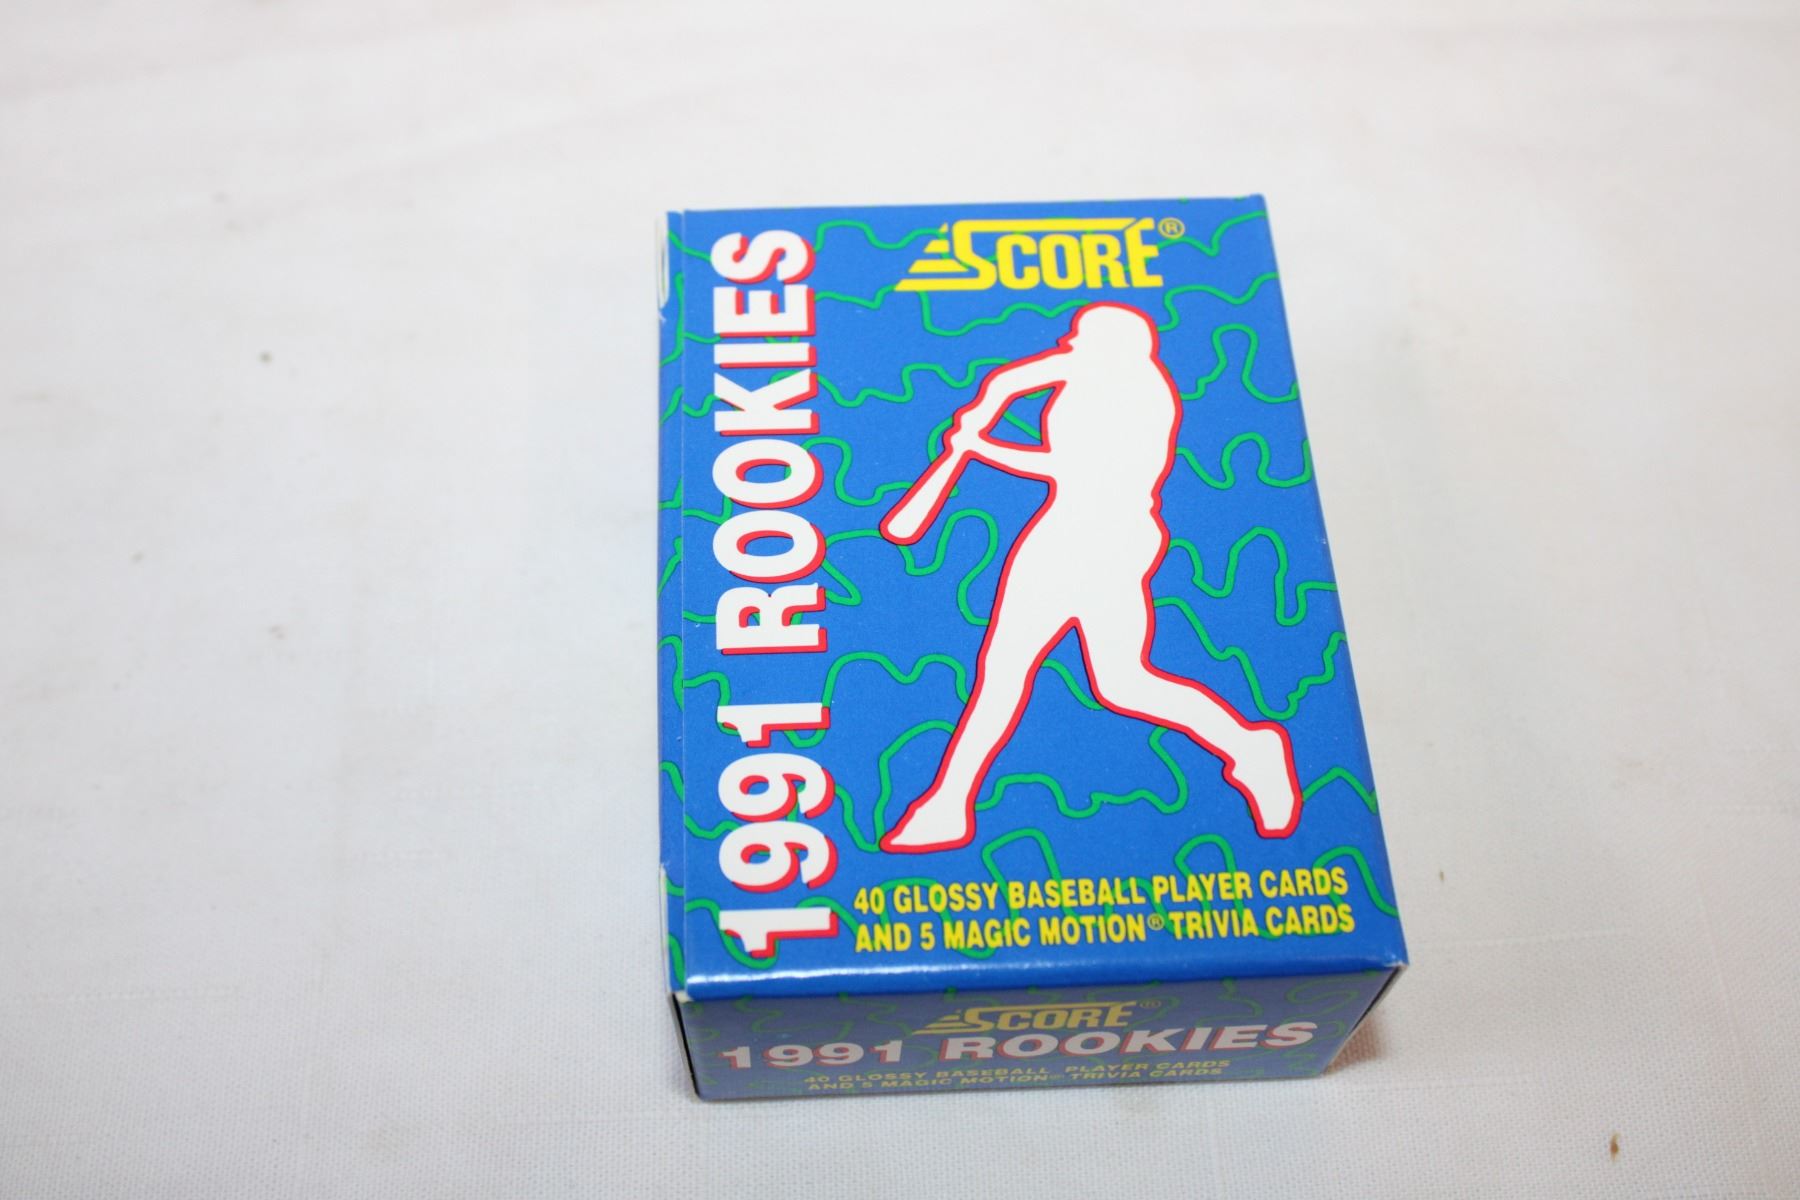 1991 ROOKIES
SCORE®
40 GLOSSY BASEBALL PLAYER CARDS
AND 5 MAGIC MOTION® TRIVIA CARDS
SCORE®
1991 ROOKIES
40 GLOSSY BASEBALL PLAYER CARDS
AND 5 MAGIC MOTION® TRIVIA CARDS